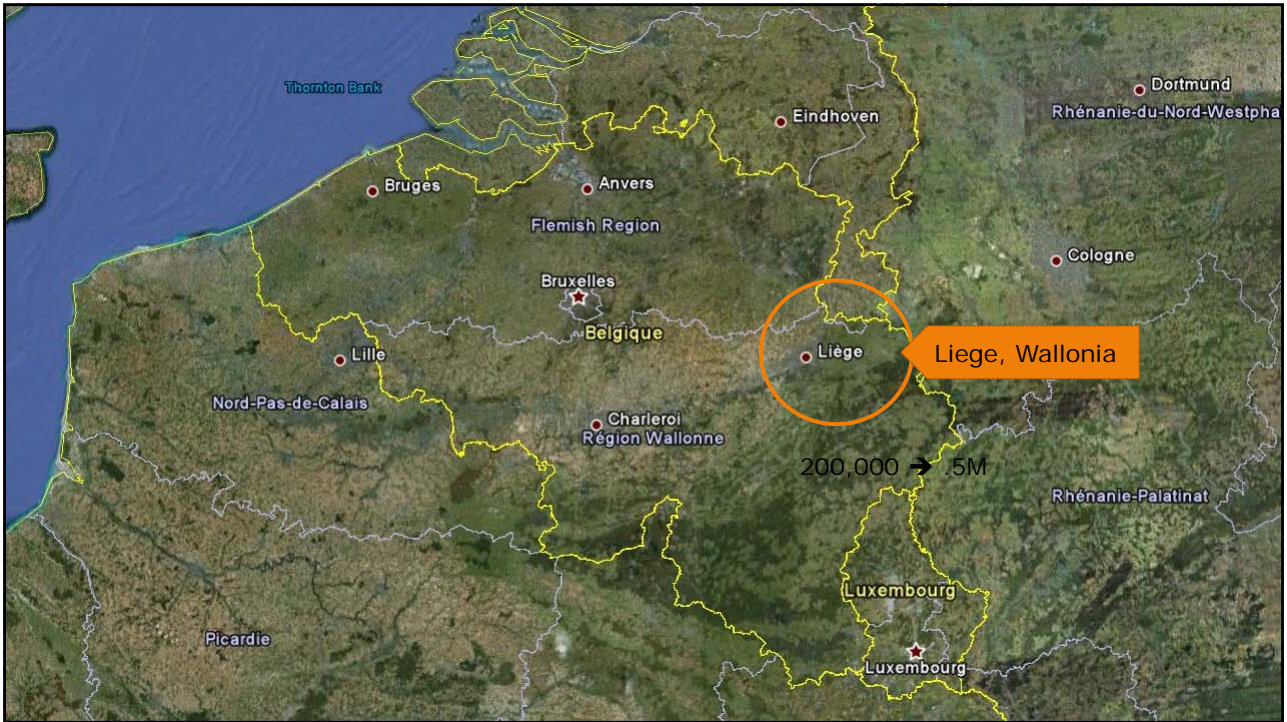 Thornton Bank
Dortmund
Rhénanie-du-Nord-Westpha
Eindhoven
Bruges
Anvers
Flemish Region
Cologne
Bruxelles
Belgique
Lille
Liège
Liege, Wallonia
Nord-Pas-de-Calais
Charleroi
Région Wallonne
200,000 ➔ .5M
Rhénanie-Palatinat
Luxembourg
Picardie
Luxembourg